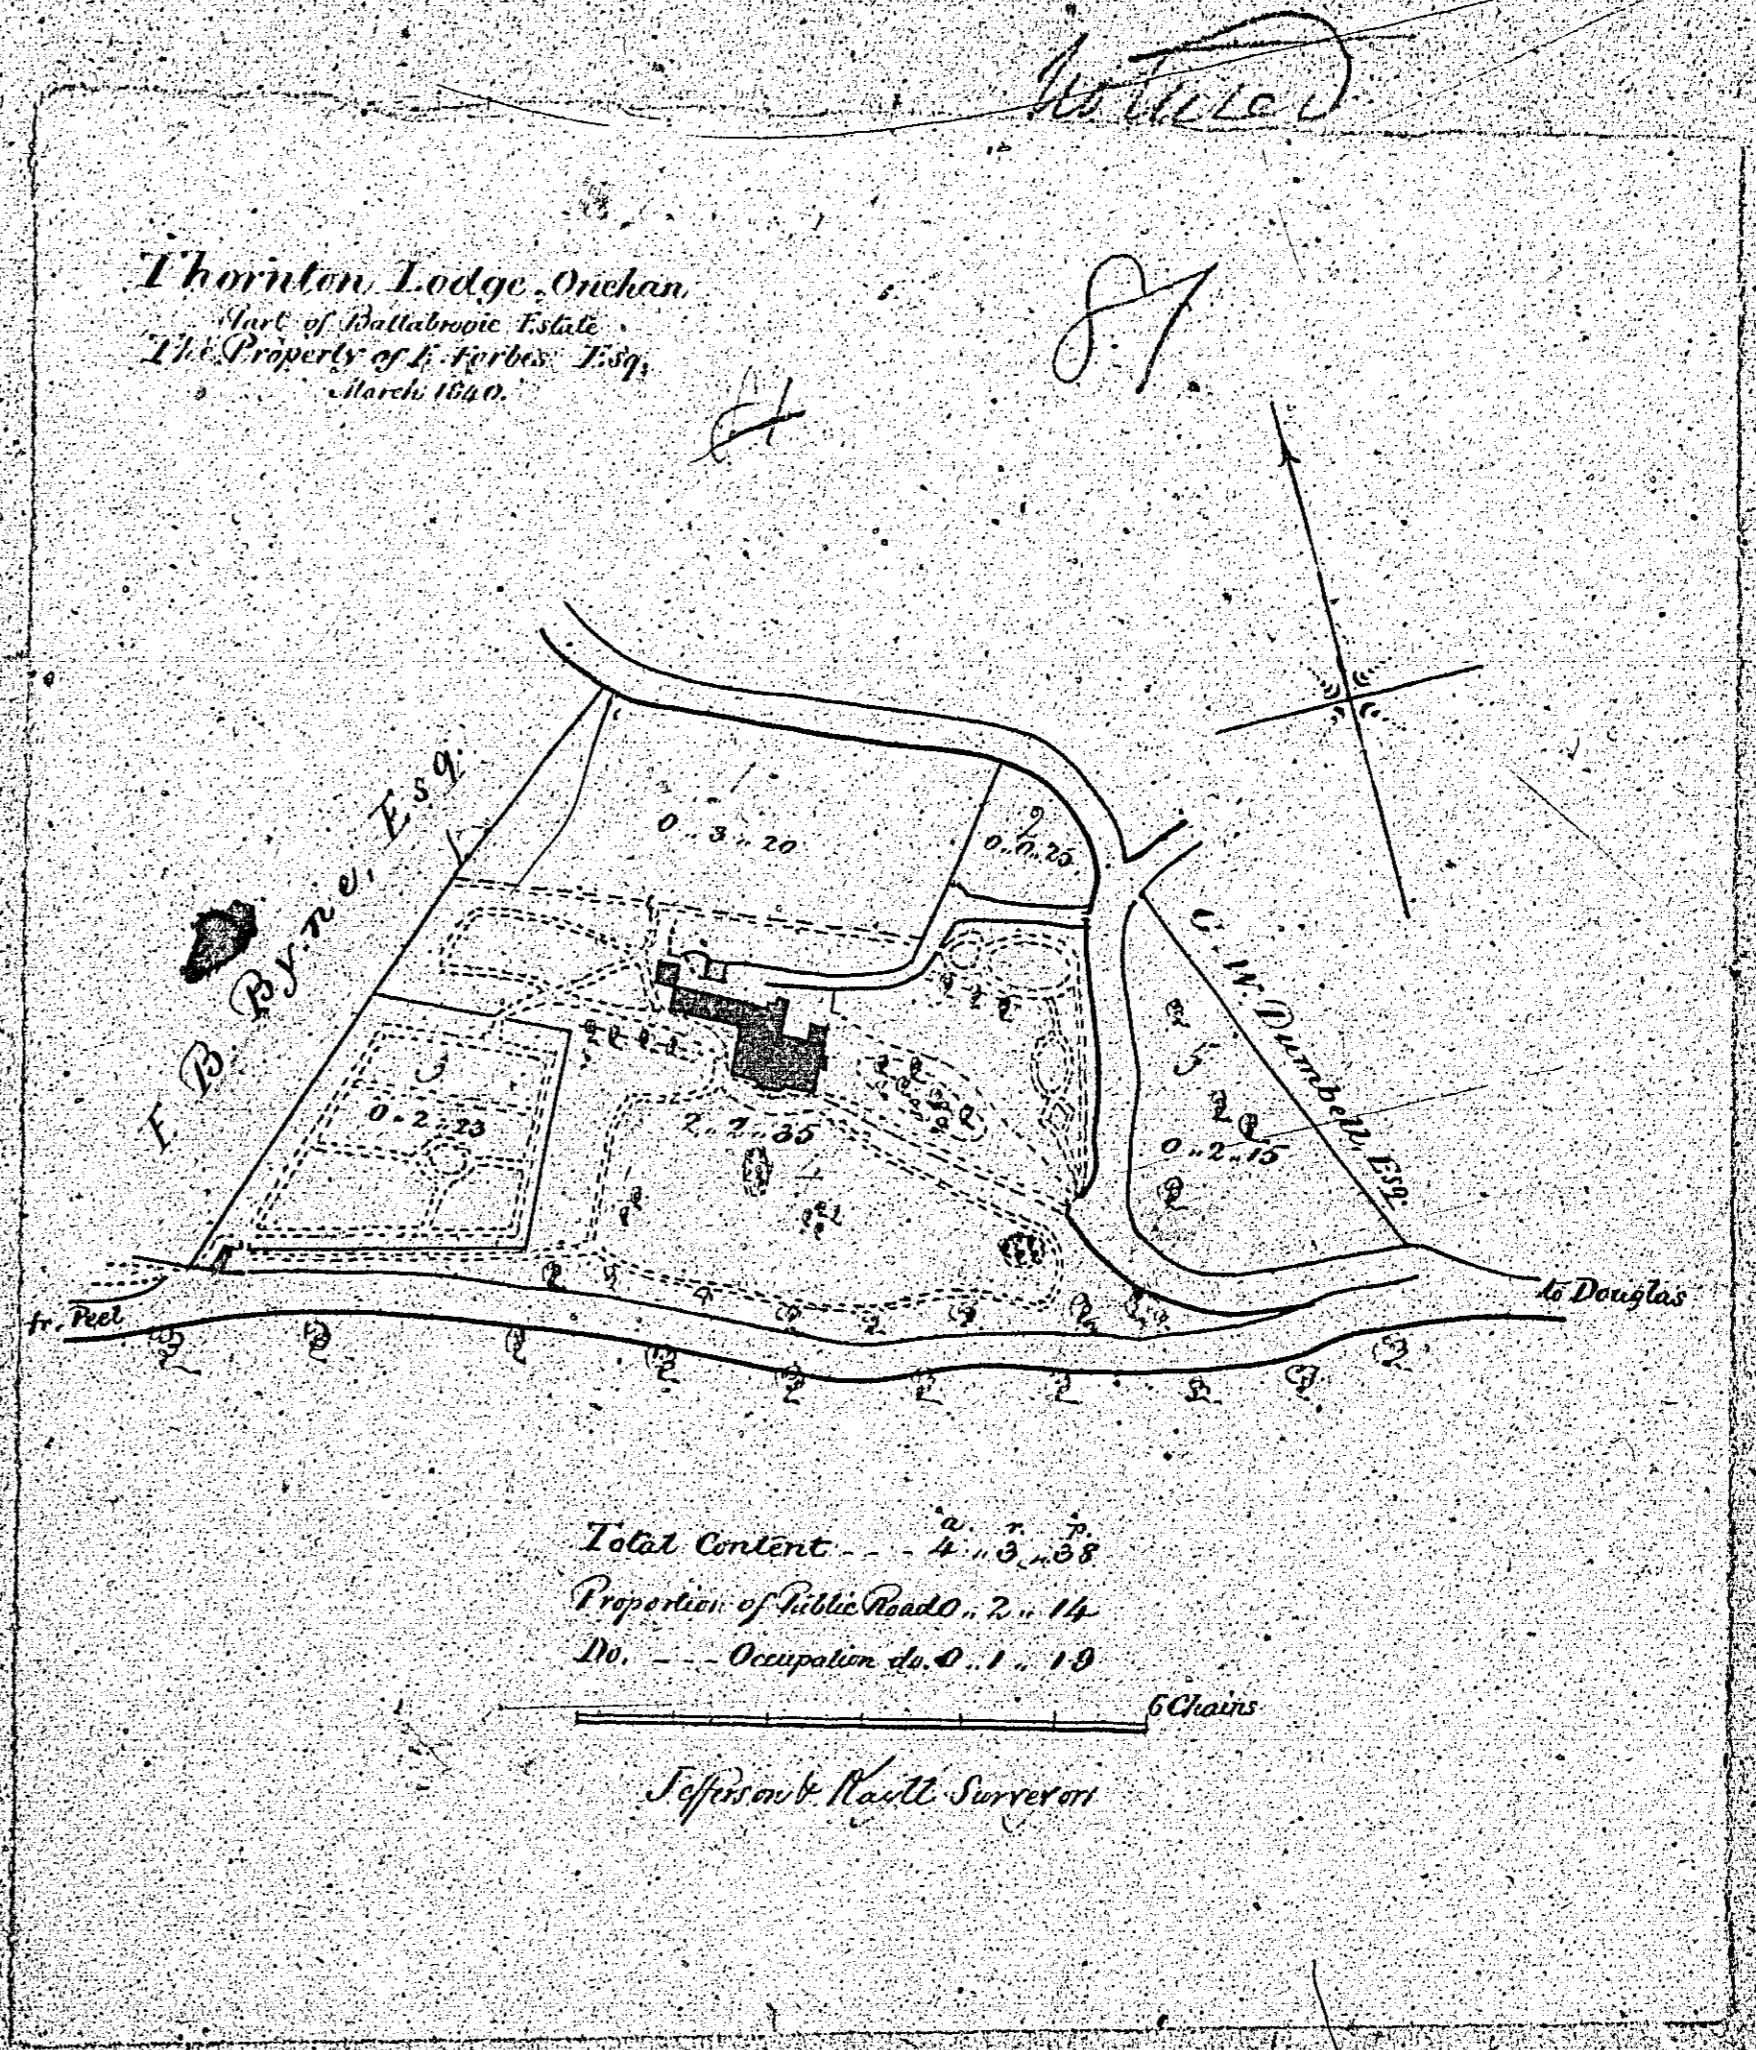 87
Thornton Lodge, Onchan,
Part of Ballabrooie Estate
The Property of E. Forbes Esq.
March 1840.
F B. Byrne, Esq.
0.. 3.. 20
0.. 0.. 25
0.. 2.. 23
2.. 2.. 35
5
0.. 2.. 15
W. Dumbell, Esq.
fr. Peel
to Douglas
a. r. p.
Total Content - - - 4.. 3.. 38
Proportion of Public Road 0.. 2.. 14
Do. - - - Occupation do. 0.. 1.. 19
6 Chains
Jefferson &